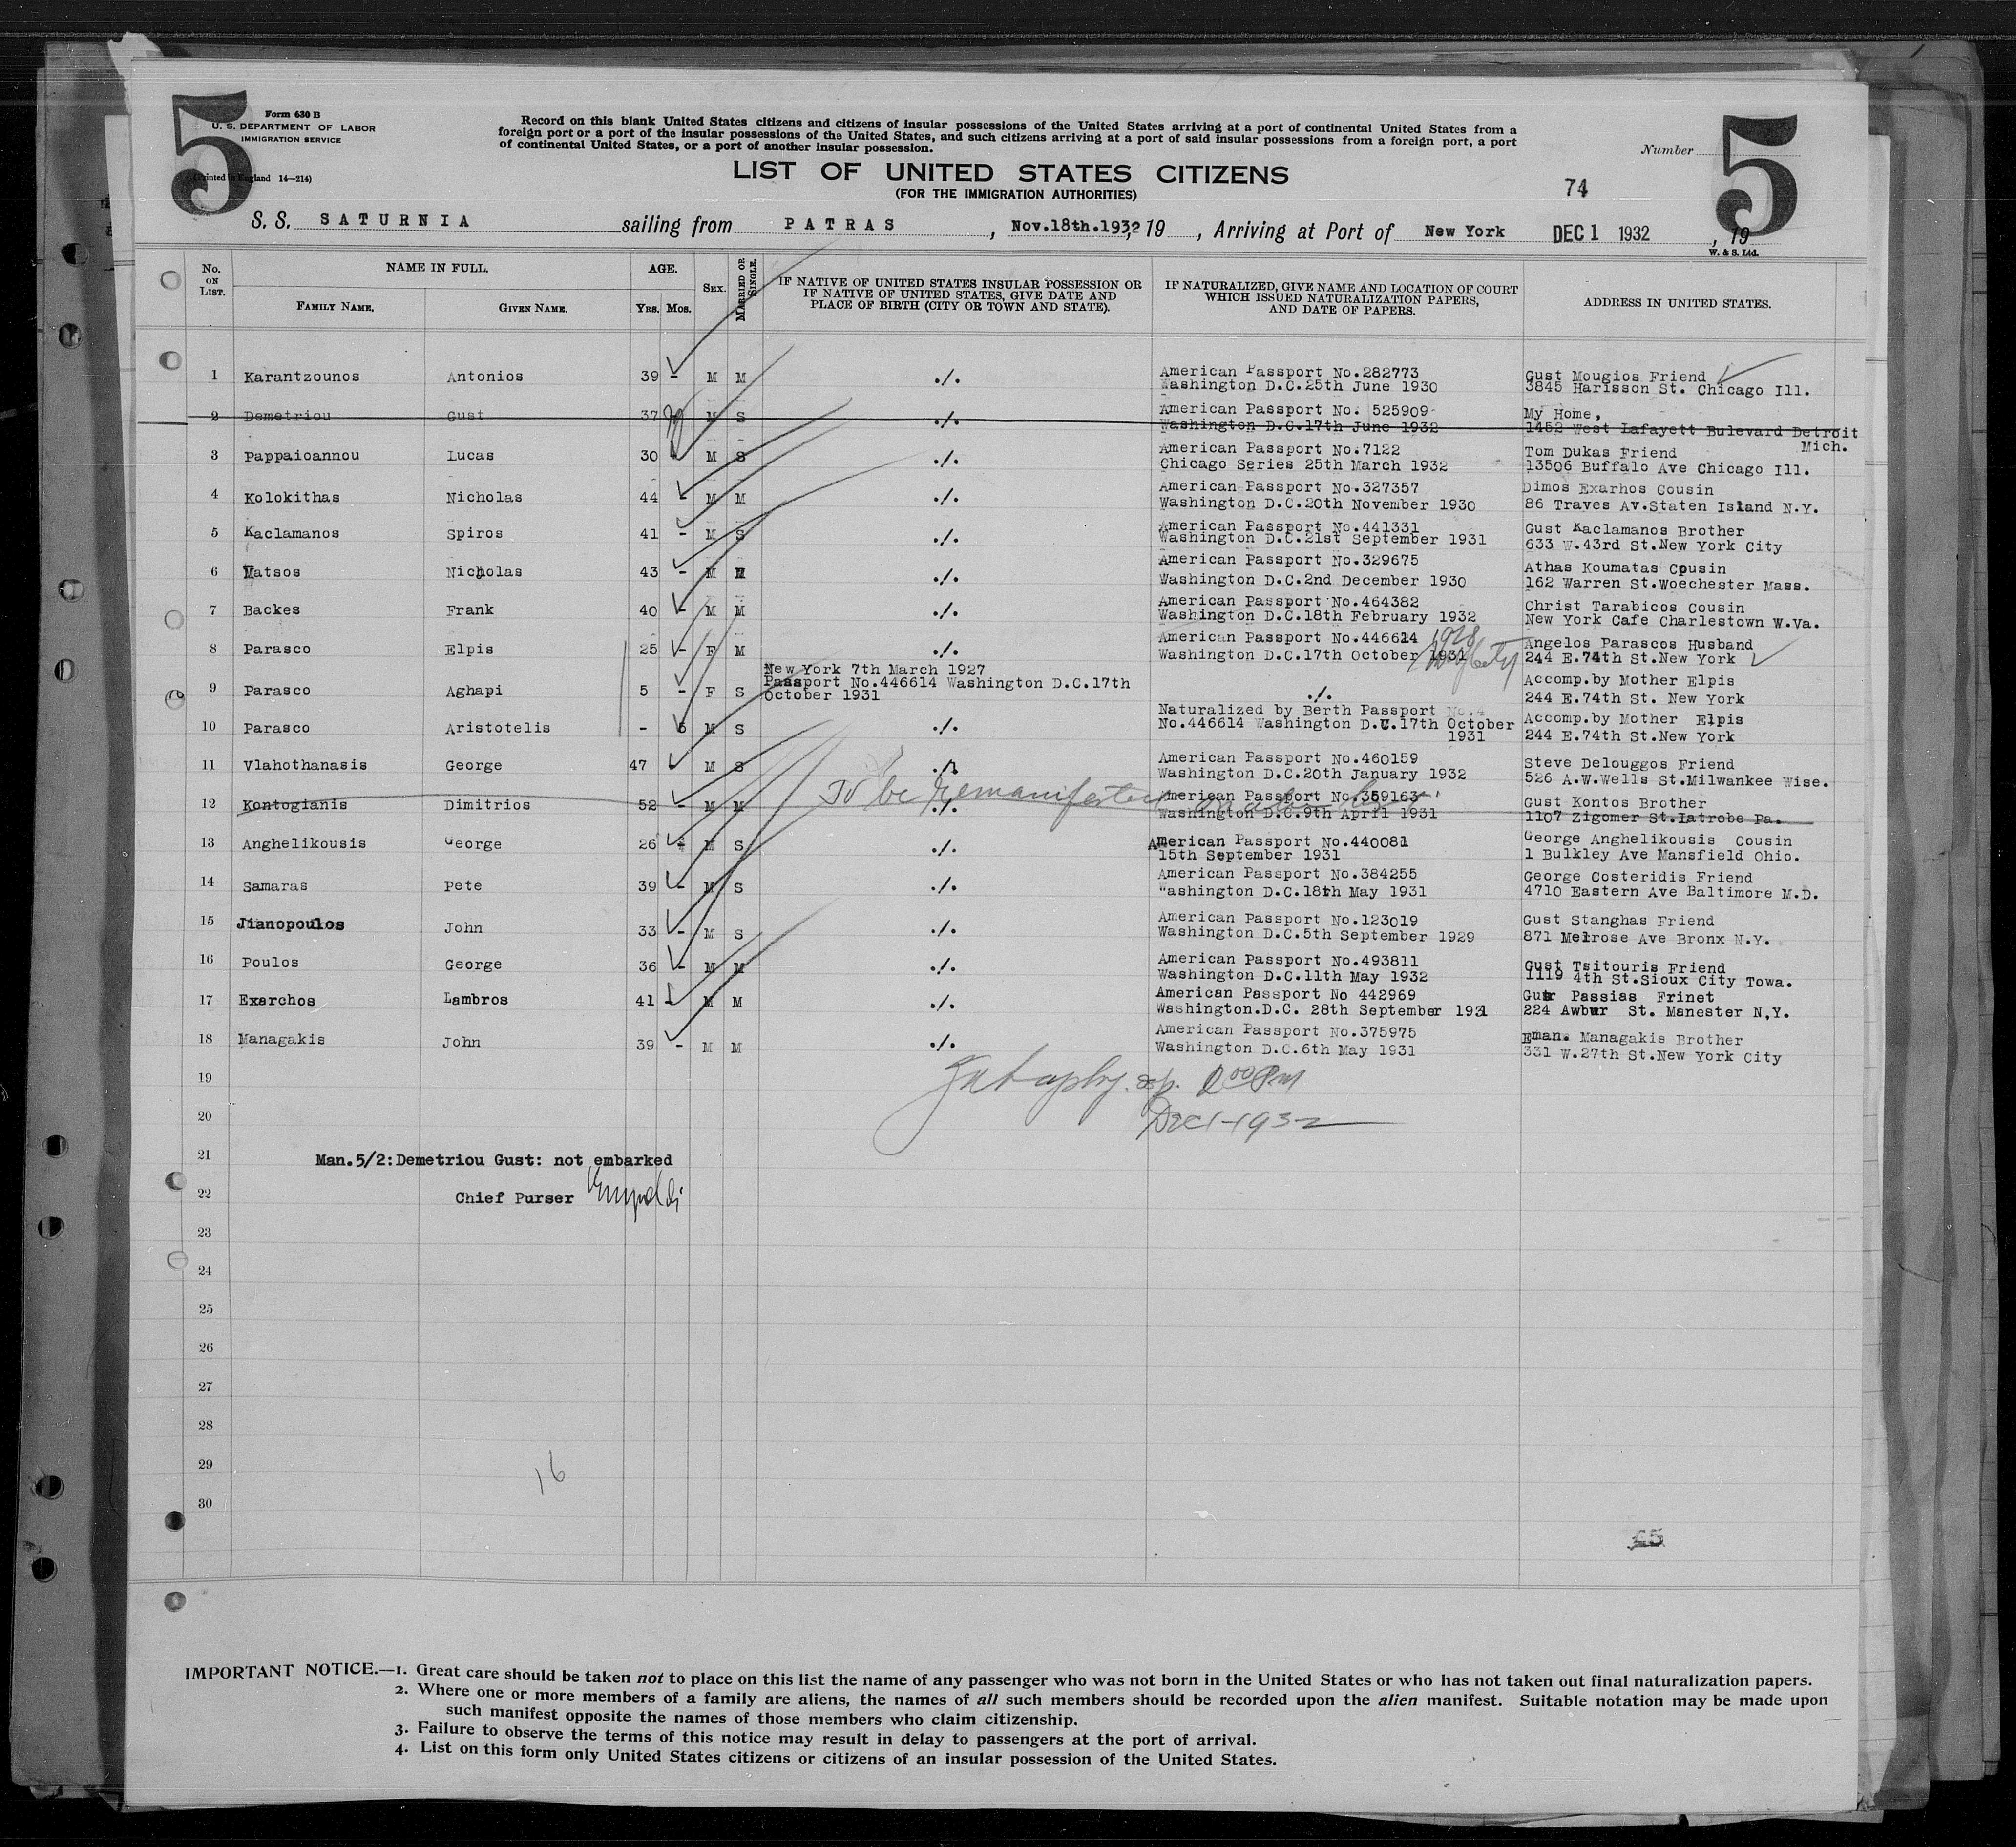 5
Form 630 B
U. S. DEPARTMENT OF LABOR
IMMIGRATION SERVICE
(Printed in England 14—214)
Record on this blank United States citizens and citizens of insular possessions of the United States arriving at a port of continental United States from a
foreign port or a port of the insular possessions of the United States, and such citizens arriving at a port of said insular possessions from a foreign port, a port
of continental United States, or a port of another insular possession.
Number
5
LIST OF UNITED STATES CITIZENS
(FOR THE IMMIGRATION AUTHORITIES)
74
S. S. SATURNIA sailing from PATRAS, Nov.18th.1932, 19 , Arriving at Port of New York DEC 1 1932, 19
W. & S. Ltd.
No. ON LIST.
NAME IN FULL.
FAMILY NAME.
GIVEN NAME.
AGE.
YRS. MOS.
SEX.
MARRIED OR SINGLE.
IF NATIVE OF UNITED STATES INSULAR POSSESSION OR
IF NATIVE OF UNITED STATES, GIVE DATE AND
PLACE OF BIRTH (CITY OR TOWN AND STATE).
IF NATURALIZED, GIVE NAME AND LOCATION OF COURT
WHICH ISSUED NATURALIZATION PAPERS,
AND DATE OF PAPERS.
ADDRESS IN UNITED STATES.
1 Karantzounos Antonios 39 - M M ./. American Passport No.282773 Gust Mougios Friend
Washington D.C.25th June 1930 3845 Harisson St. Chicago Ill.
2 Demetriou Gust 37 M S ./. American Passport No. 525909 My Home,
Washington D.C.17th June 1932 1452 West Lafayett Bulevard Detroit
Mich.
3 Pappaioannou Lucas 30 - M S ./. American Passport No.7122 Tom Dukas Friend
Chicago Series 25th March 1932 13506 Buffalo Ave Chicago Ill.
4 Kolokithas Nicholas 44 - M M ./. American Passport No.327357 Dimos Exarhos Cousin
Washington D.C.20th November 1930 86 Traves Av.Staten Island N.Y.
5 Kaclamanos Spiros 41 - M S ./. American Passport No.441331 Gust Kaclamanos Brother
Washington D.C.21st September 1931 633 W.43rd St.New York City
6 Matsos Nicholas 43 - M M ./. American Passport No.329675 Athas Koumatas Cousin
Washington D.C.2nd December 1930 162 Warren St.Woechester Mass.
7 Backes Frank 40 - M M ./. American Passport No.464382 Christ Tarabicos Cousin
Washington D.C.18th February 1932 New York Cafe Charlestown W.Va.
8 Parasco Elpis 25 - F M ./. American Passport No.446614 1928 Angelos Parascos Husband
Washington D.C.17th October 1931 244 E.74th St.New York
9 Parasco Aghapi 5 - F S New York 7th March 1927 Accomp.by Mother Elpis
Passport No.446614 Washington D.C.17th
October 1931 ./. 244 E.74th St. New York
10 Parasco Aristotelis - 5 M S ./. Naturalized by Berth Passport No.4
No.446614 Washington D.C.17th October Accomp.by Mother Elpis
1931 244 E.74th St.New York
11 Vlahothanasis George 47 - M S ./. American Passport No.460159 Steve Delouggos Friend
Washington D.C.20th January 1932 526 A.W.Wells St.Milwankee Wise.
To be Remanifested
12 Kontogianis Dimitrios 52 - M M ./. American Passport No.359163 Gust Kontos Brother
Washington D.C.9th April 1931 1107 Zigomer St.Latrobe Pa.
13 Anghelikousis George 26 - M S ./. American Passport No.440081 George Anghelikousis Cousin
15th September 1931 1 Bulkley Ave Mansfield Ohio.
14 Samaras Pete 39 - M S ./. American Passport No.384255 George Costeridis Friend
Washington D.C.18th May 1931 4710 Eastern Ave Baltimore M.D.
15 Jianopoulos John 33 - M S ./. American Passport No.123019 Gust Stanghas Friend
Washington D.C.5th September 1929 871 Melrose Ave Bronx N.Y.
16 Poulos George 36 - M M ./. American Passport No.493811 Gust Tsitouris Friend
Washington D.C.11th May 1932 1119 4th St.Sioux City Towa.
17 Exarchos Lambros 41 - M M ./. American Passport No 442969 Passias Frinet
Washington.D.C. 28th September 1931 224 St. Manester N,Y.
18 Managakis John 39 - M M ./. American Passport No.375975 Eman. Managakis Brother
Washington D.C.6th May 1931 331 W.27th St.New York City
19
20
Dec 1-1932
21
Man.5/2:Demetriou Gust: not embarked
22
Chief Purser
23
24
25
26
27
28
29
16
30
£5
IMPORTANT NOTICE.—1. Great care should be taken not to place on this list the name of any passenger who was not born in the United States or who has not taken out final naturalization papers.
2. Where one or more members of a family are aliens, the names of all such members should be recorded upon the alien manifest. Suitable notation may be made upon
such manifest opposite the names of those members who claim citizenship.
3. Failure to observe the terms of this notice may result in delay to passengers at the port of arrival.
4. List on this form only United States citizens or citizens of an insular possession of the United States.